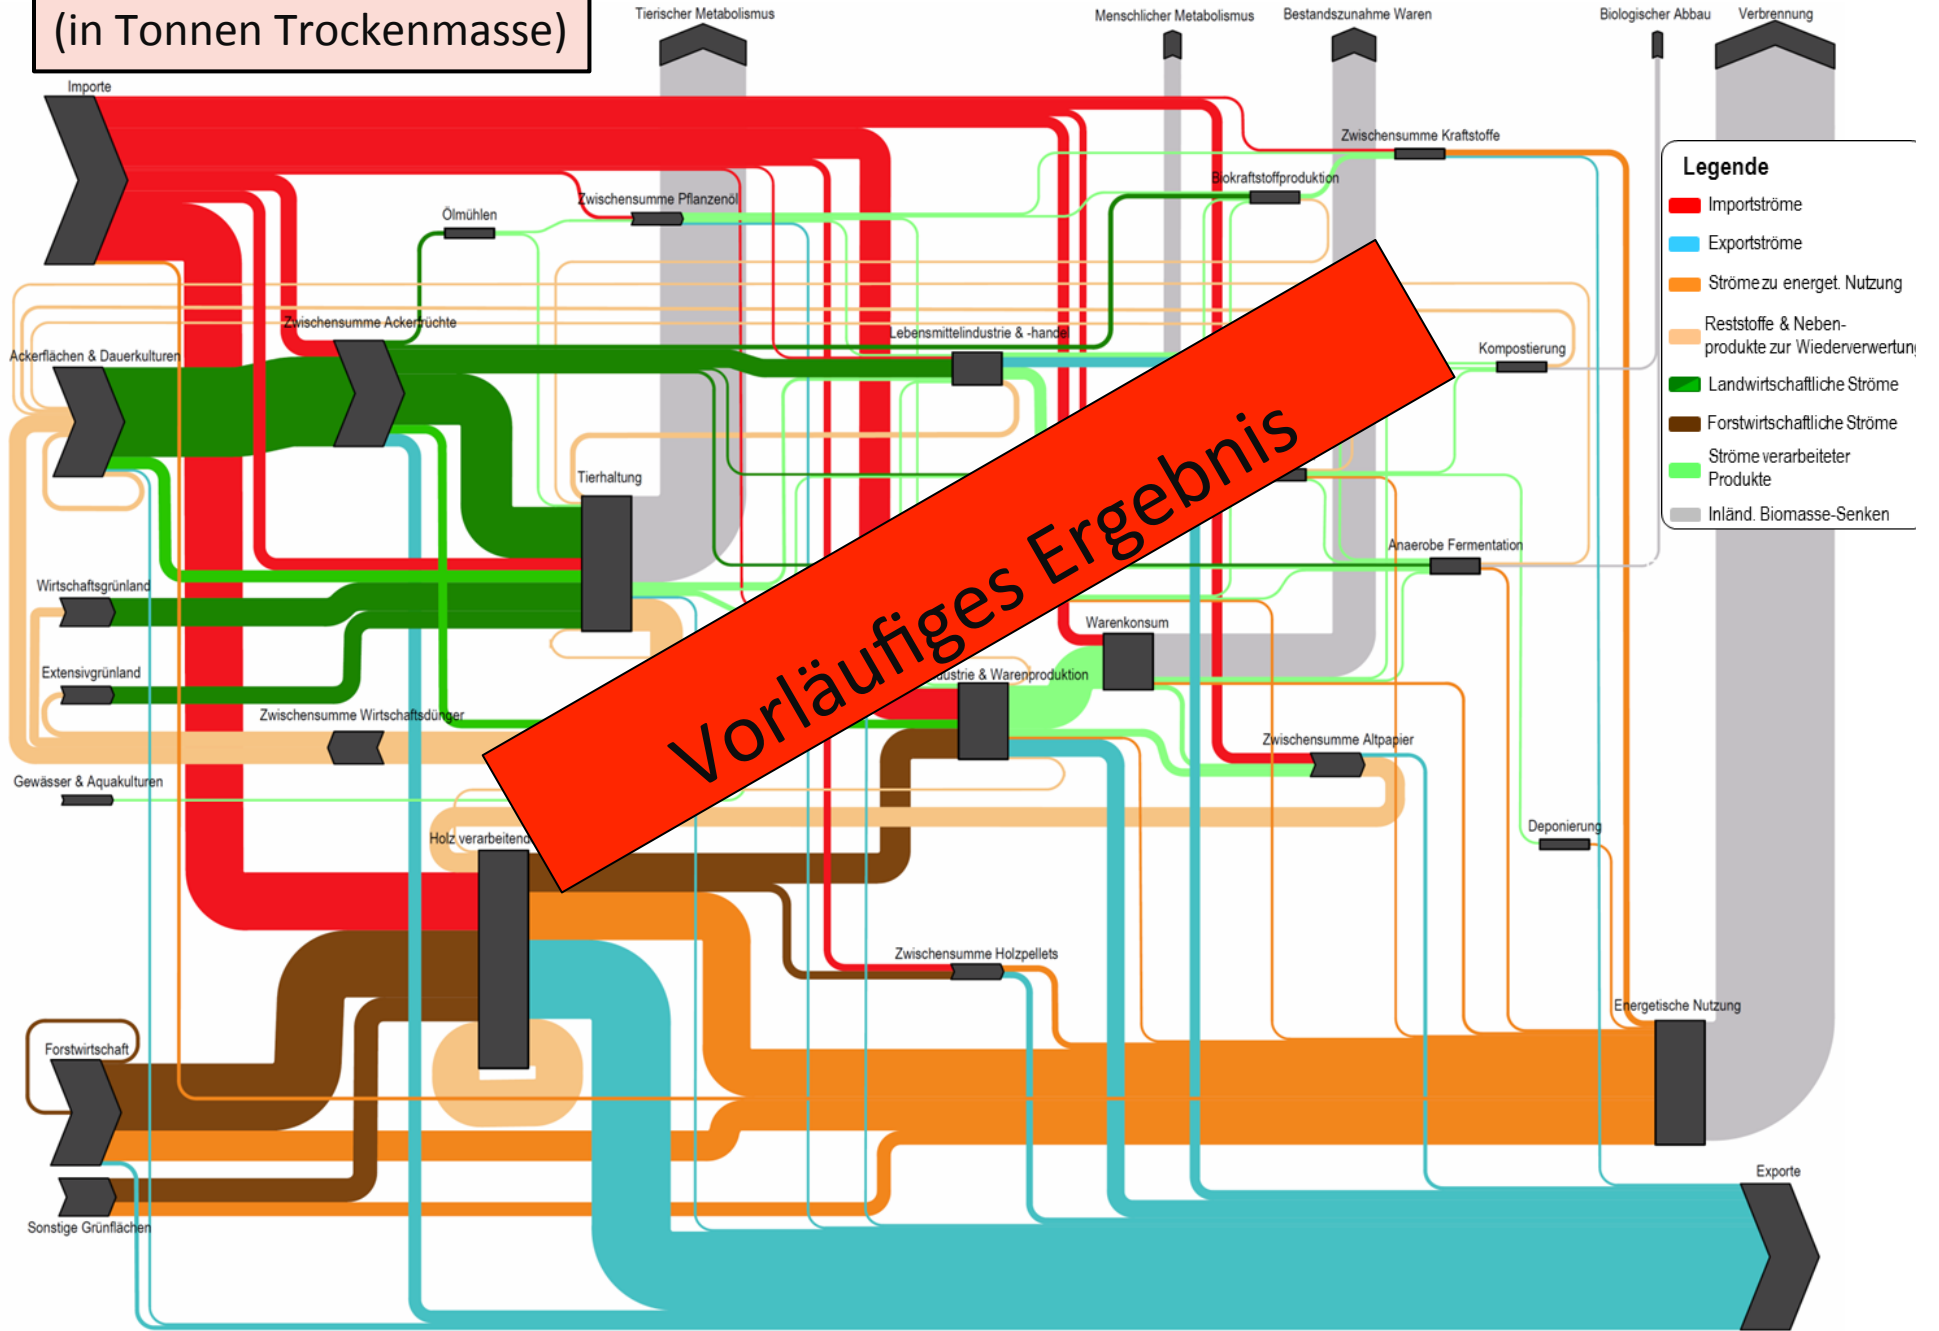 (in Tonnen Trockenmasse)
Tierischer Metabolismus
Menschlicher Metabolismus
Bestandszunahme Waren
Biologischer Abbau
Verbrennung
Importe
Zwischensumme Kraftstoffe
Legende
Importströme
Exportströme
Ströme zu energet. Nutzung
Reststoffe & Neben-
produkte zur Wiederverwertung
Landwirtschaftliche Ströme
Forstwirtschaftliche Ströme
Ströme verarbeiteter
Produkte
Inländ. Biomasse-Senken
Biokraftstoffproduktion
Zwischensumme Pflanzenöl
Ölmühlen
Zwischensumme Ackerfrüchte
Lebensmittelindustrie & -handel
Kompostierung
Ackerflächen & Dauerkulturen
Tierhaltung
Vorläufiges Ergebnis
Anaerobe Fermentation
Wirtschaftsgrünland
Warenkonsum
Extensivgrünland
dustrie & Warenproduktion
Zwischensumme Wirtschaftsdünger
Zwischensumme Altpapier
Gewässer & Aquakulturen
Deponierung
Holz verarbeitend
Zwischensumme Holzpellets
Energetische Nutzung
Forstwirtschaft
Exporte
Sonstige Grünflächen